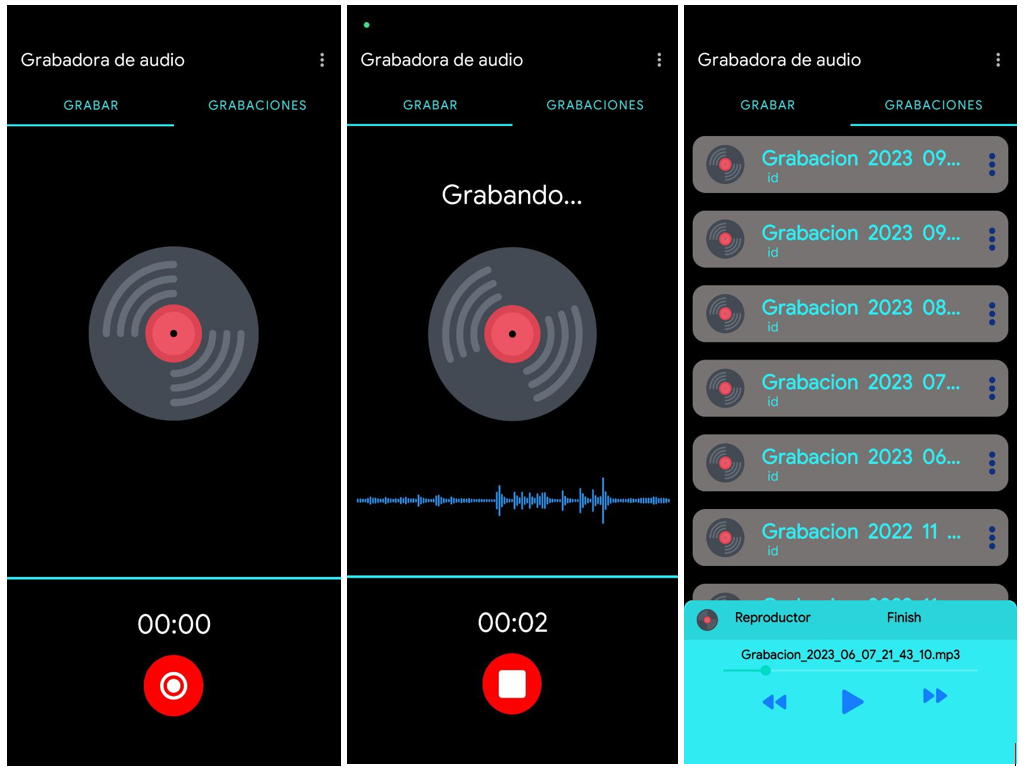 Grabadora de audio
GRABAR GRABACIONES
00:00
Grabadora de audio
GRABAR GRABACIONES
Grabando...
00:02
Grabadora de audio
GRABAR GRABACIONES
Grabacion 2023 09...
id
Grabacion 2023 09...
id
Grabacion 2023 08...
id
Grabacion 2023 07...
id
Grabacion 2023 06...
id
Grabacion 2022 11 ...
id
Reproductor Finish
Grabacion_2023_06_07_21_43_10.mp3